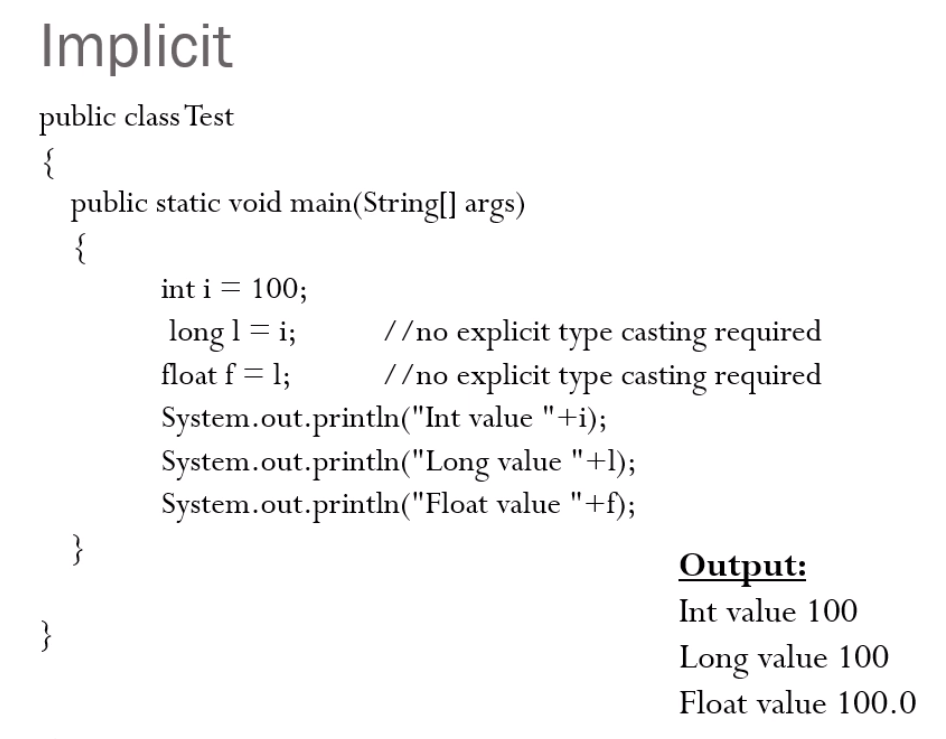 Implicit
public class Test
{
public static void main(String[] args)
{
int i = 100;
long l = i; //no explicit type casting required
float f = l; //no explicit type casting required
System.out.println("Int value "+i);
System.out.println("Long value "+l);
System.out.println("Float value "+f);
}
}
Output:
Int value 100
Long value 100
Float value 100.0